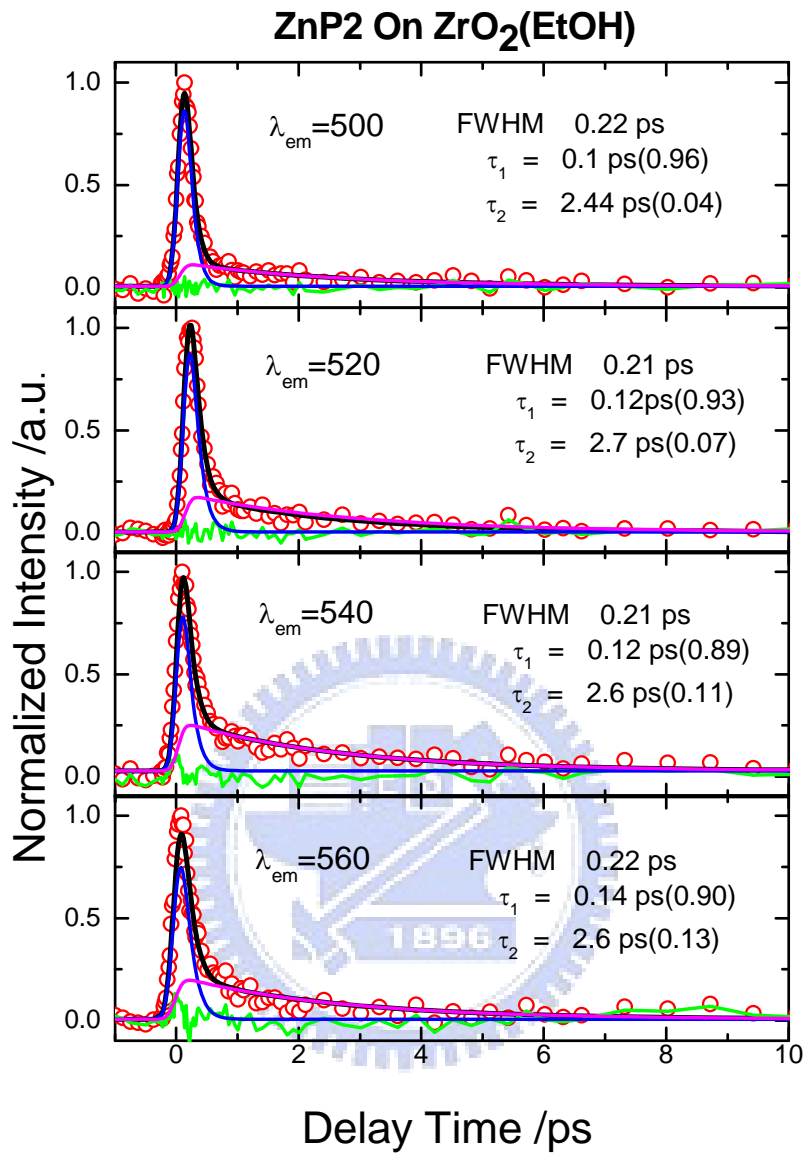 ZnP2 On ZrO₂(EtOH)
Normalized Intensity /a.u.
1.0
0.5
0.0
λem=500
FWHM 0.22 ps
τ₁ = 0.1 ps(0.96)
τ₂ = 2.44 ps(0.04)
1.0
0.5
0.0
λem=520
FWHM 0.21 ps
τ₁ = 0.12ps(0.93)
τ₂ = 2.7 ps(0.07)
1.0
0.5
0.0
λem=540
FWHM 0.21 ps
τ₁ = 0.12 ps(0.89)
τ₂ = 2.6 ps(0.11)
1.0
0.5
0.0
λem=560
FWHM 0.22 ps
τ₁ = 0.14 ps(0.90)
τ₂ = 2.6 ps(0.13)
1896
0 2 4 6 8 10
Delay Time /ps